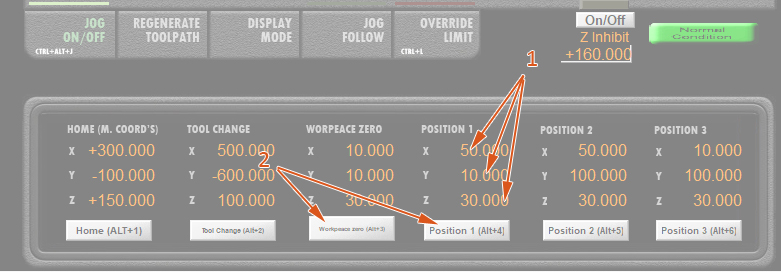 JOG ON/OFF
CTRL+ALT+J
REGENERATE TOOLPATH
DISPLAY MODE
JOG FOLLOW
OVERRIDE LIMIT
CTRL+L
On/Off
Z Inhibit
+160.000
Normal
Condition
1
HOME (M. COORD'S) TOOL CHANGE WORPEACE ZERO POSITION 1 POSITION 2 POSITION 3
X +300.000 X 500.000 X 10.000 X 50.000 X 50.000 X 10.000
2
Y -100.000 Y -600.000 Y 10.000 Y 10.000 Y 100.000 Y 100.000
Z +150.000 Z 100.000 Z 30.000 Z 30.000 Z 30.000 Z 30.000
Home (ALT+1) Tool Change (Alt+2) Workpeace zero (Alt+3) Position 1 (Alt+4) Position 2 (Alt+5) Position 3 (Alt+6)